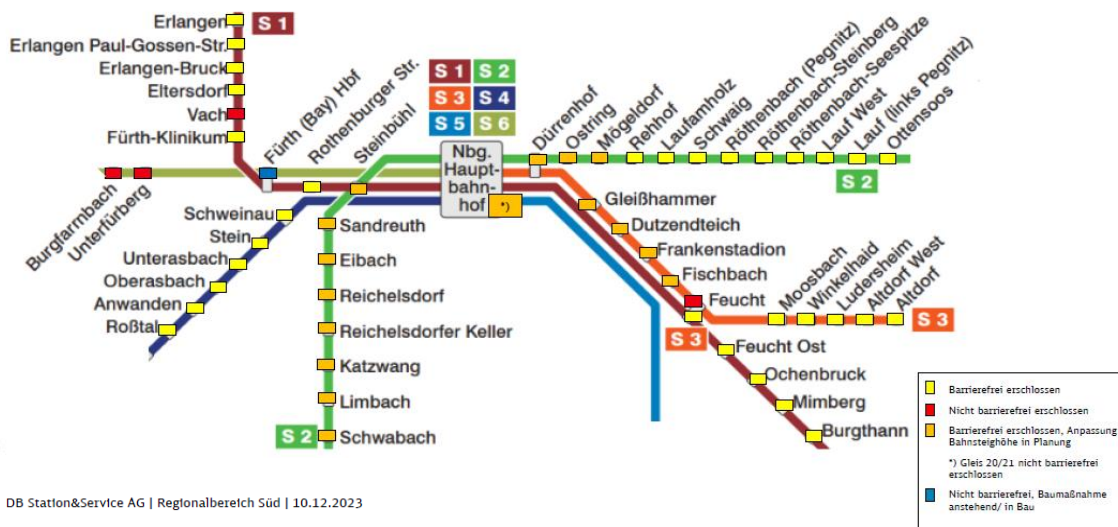 Erlangen
S 1
Erlangen Paul-Gossen-Str.
Erlangen-Bruck
Eltersdorf
Vach
Fürth-Klinikum
Fürth (Bay) Hbf
Rothenburger Str.
Steinbühl
S 1 S 2
S 3 S 4
S 5 S 6
Nbg.
Haupt-
bahn-
hof
*)
Dürrenhof
Ostring
Mögeldorf
Rehhof
Laufamholz
Schwaig
Röthenbach (Pegnitz)
Röthenbach-Steinberg
Röthenbach-Seespitze
Lauf West
Lauf (links Pegnitz)
Ottensoos
S 2
Burgfarrnbach
Unterfürberg
Schweinau
Stein
Unterasbach
Oberasbach
Anwanden
Roßtal
Sandreuth
Eibach
Reichelsdorf
Reichelsdorfer Keller
Katzwang
Limbach
S 2
Schwabach
Gleißhammer
Dutzendteich
Frankenstadion
Fischbach
Feucht
S 3
Moosbach
Winkelhaid
Ludersheim
Altdorf West
Altdorf
S 3
Feucht Ost
Ochenbruck
Mimberg
Burgthann
Barrierefrei erschlossen
Nicht barrierefrei erschlossen
Barrierefrei erschlossen, Anpassung
Bahnsteighöhe in Planung
*) Gleis 20/21 nicht barrierefrei
erschlossen
Nicht barrierefrei, Baumaßnahme
anstehend/ in Bau
DB Station&Service AG | Regionalbereich Süd | 10.12.2023